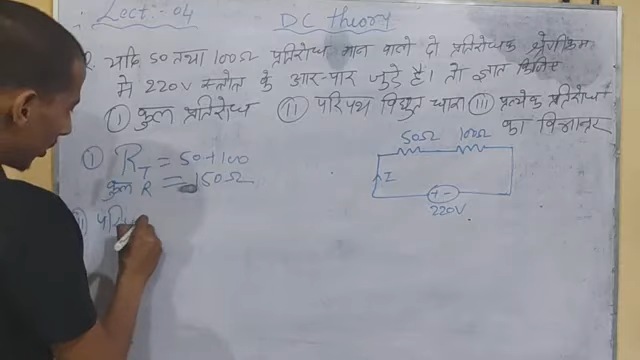 Lect:- 04 DC theory
Q. यदि 50 तथा 100Ω प्रतिरोध मान वाले दो प्रतिरोधक श्रेणीक्रम
मे 220V स्त्रोत के आर-पार जुड़े हैं। तो ज्ञात किजिए
(I) कुल प्रतिरोध (II) परिपथ विद्युत धारा (III) प्रत्येक प्रतिरोध
का विभवान्तर
(I) R_T = 50+100
कुल R = 150Ω
(II) परिप
50Ω 100Ω
I
+ -
220V